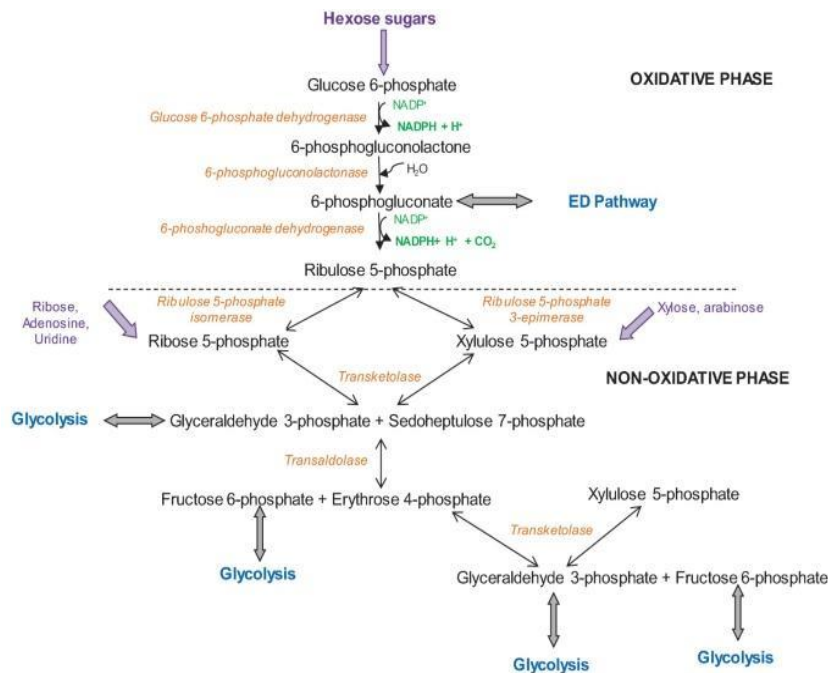 Hexose sugars
Glucose 6-phosphate
OXIDATIVE PHASE
Glucose 6-phosphate dehydrogenase
NADP⁺
NADPH + H⁺
6-phosphogluconolactone
6-phosphogluconolactonase
H₂O
6-phosphogluconate
ED Pathway
6-phoshogluconate dehydrogenase
NADP⁺
NADPH+ H⁺ + CO₂
Ribulose 5-phosphate
Ribose,
Adenosine,
Uridine
Ribulose 5-phosphate
isomerase
Ribulose 5-phosphate
3-epimerase
Xylose, arabinose
Ribose 5-phosphate
Xylulose 5-phosphate
NON-OXIDATIVE PHASE
Transketolase
Glycolysis
Glyceraldehyde 3-phosphate + Sedoheptulose 7-phosphate
Transaldolase
Fructose 6-phosphate + Erythrose 4-phosphate
Xylulose 5-phosphate
Transketolase
Glycolysis
Glyceraldehyde 3-phosphate + Fructose 6-phosphate
Glycolysis
Glycolysis